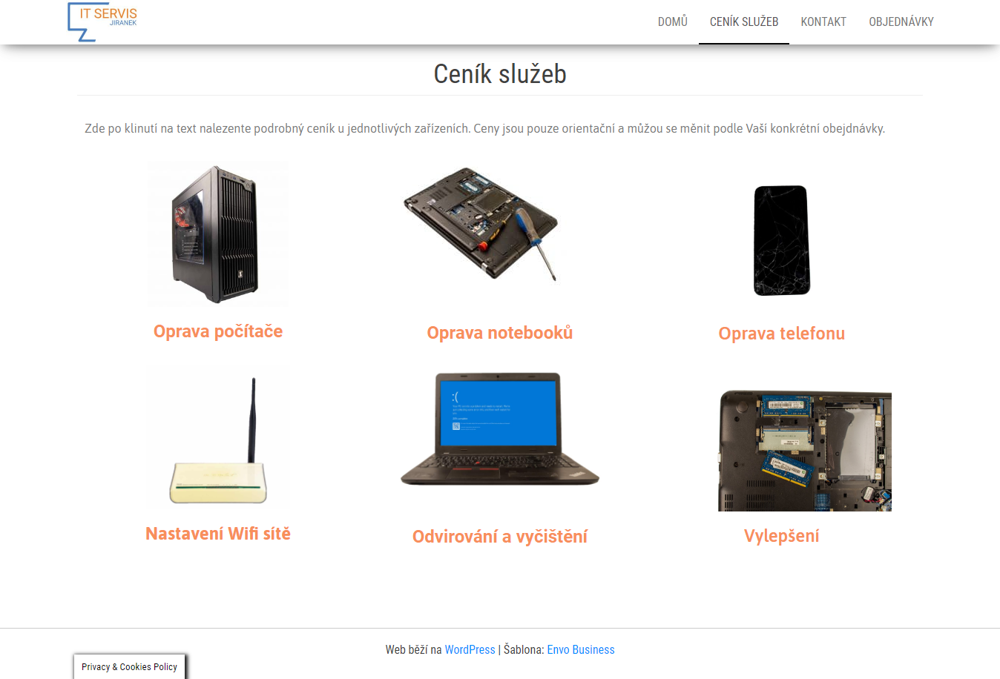 IT SERVIS
JIRANEK
DOMŮ CENÍK SLUŽEB KONTAKT OBJEDNÁVKY
Ceník služeb
Zde po klinutí na text nalezente podrobný ceník u jednotlivých zařízeních. Ceny jsou pouze orientační a můžou se měnit podle Vaší konkrétní obejdnávky.
Oprava počítače
Oprava notebooků
Oprava telefonu
:(
Nastavení Wifi sítě
Odvirování a vyčištění
Vylepšení
Web běží na WordPress | Šablona: Envo Business
Privacy & Cookies Policy